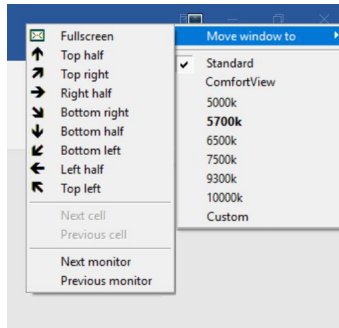 Fullscreen
Top half
Top right
Right half
Bottom right
Bottom half
Bottom left
Left half
Top left
Next cell
Previous cell
Next monitor
Previous monitor
Move window to
Standard
ComfortView
5000k
5700k
6500k
7500k
9300k
10000k
Custom